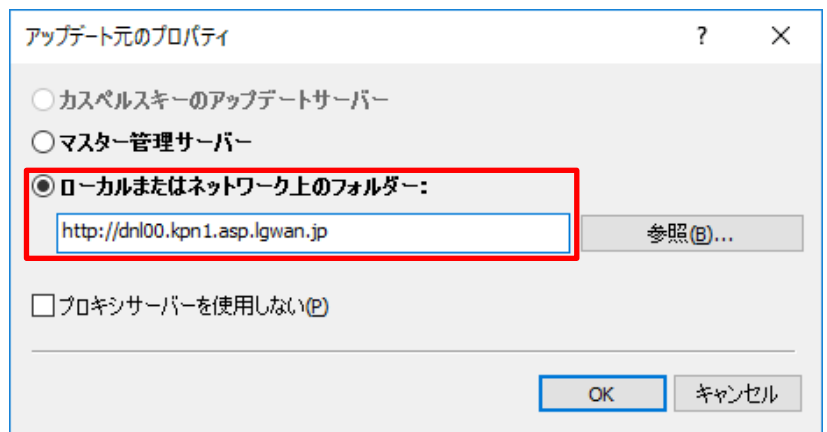 アップデート元のプロパティ ? ×
カスペルスキーのアップデートサーバー
マスター管理サーバー
ローカルまたはネットワーク上のフォルダー:
http://dnl00.kpn1.asp.lgwan.jp 参照(B)...
プロキシサーバーを使用しない(P)
OK キャンセル